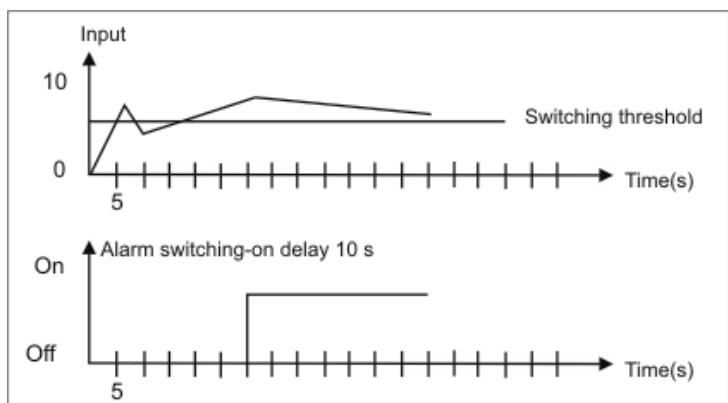 Input
10
Switching threshold
0
Time(s)
5
Alarm switching-on delay 10 s
On
Off
Time(s)
5